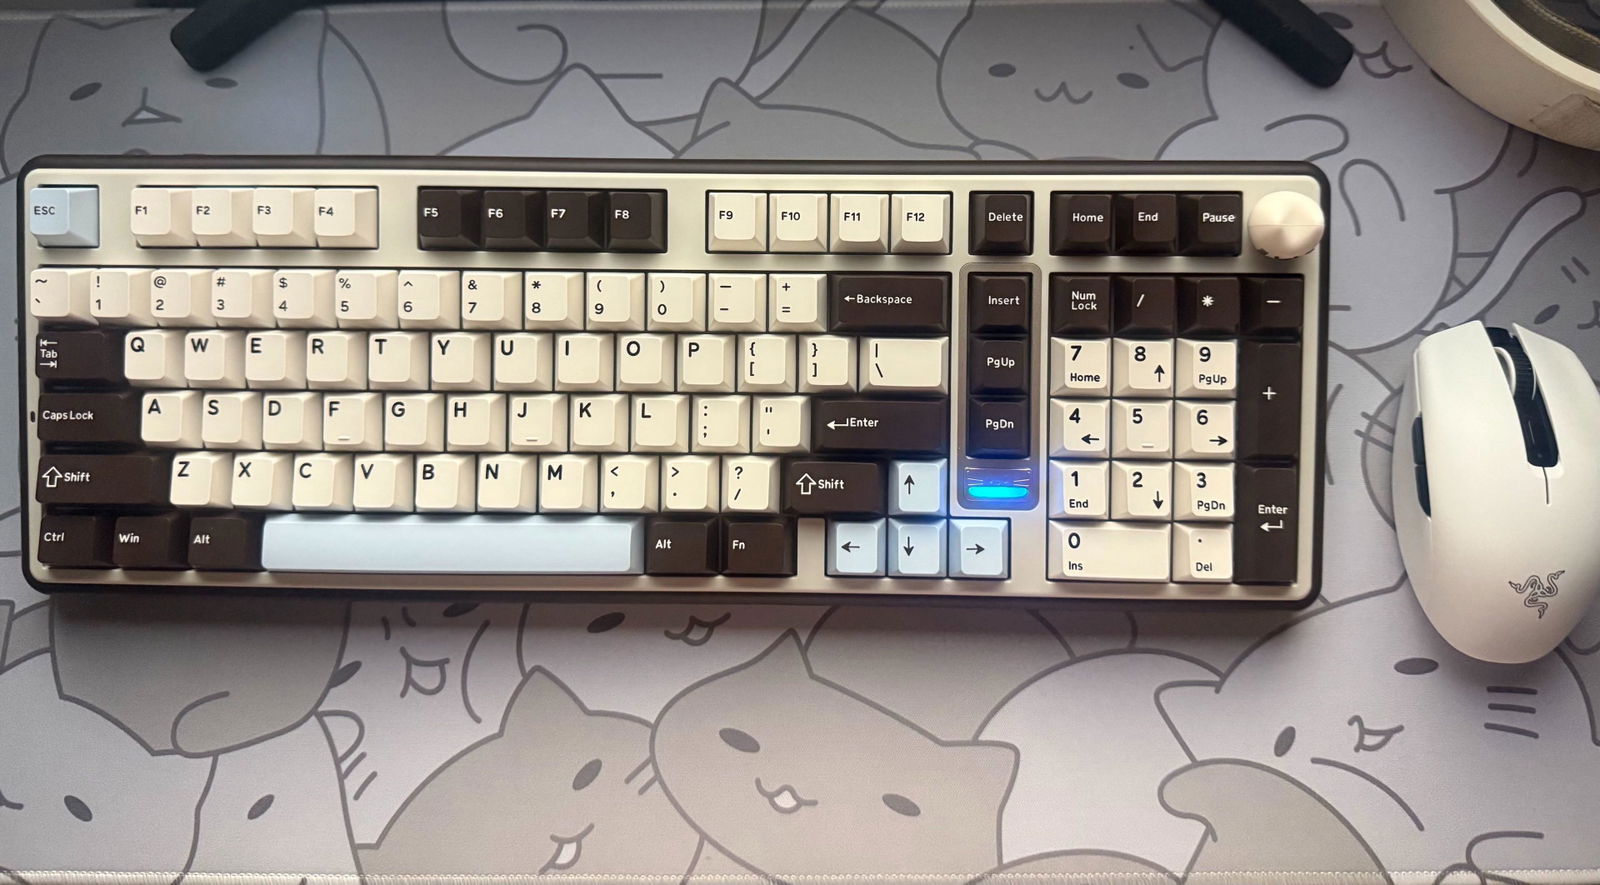 ESC F1 F2 F3 F4 F5 F6 F7 F8 F9 F10 F11 F12 Delete Home End Pause
~ ! @ # $ % ^ & * ( ) — +
` 1 2 3 4 5 6 7 8 9 0 – = ←Backspace Insert Num Lock / * –
Tab Q W E R T Y U I O P { } |
[ ] \ PgUp 7 Home 8 ↑ 9 PgUp +
Caps Lock A S D F G H J K L : "
; ' Enter PgDn 4 ← 5 6 →
Shift Z X C V B N M < > ?
, . / Shift ↑ 1 End 2 ↓ 3 PgDn Enter
Ctrl Win Alt Alt Fn ← ↓ → 0 Ins . Del